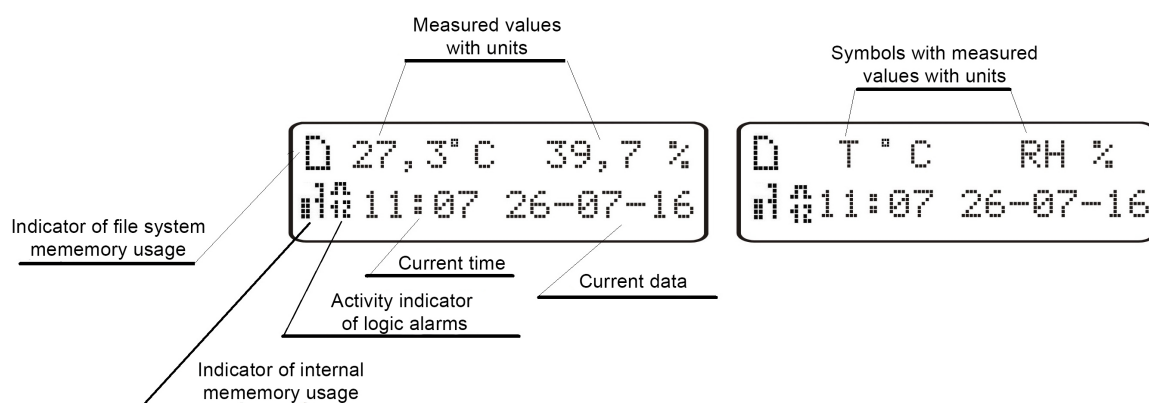 Measured values
with units
Symbols with measured
values with units
27,3°C 39,7 %
11:07 26-07-16
T °C RH %
11:07 26-07-16
Indicator of file system
mememory usage
Current time
Current data
Activity indicator
of logic alarms
Indicator of internal
mememory usage